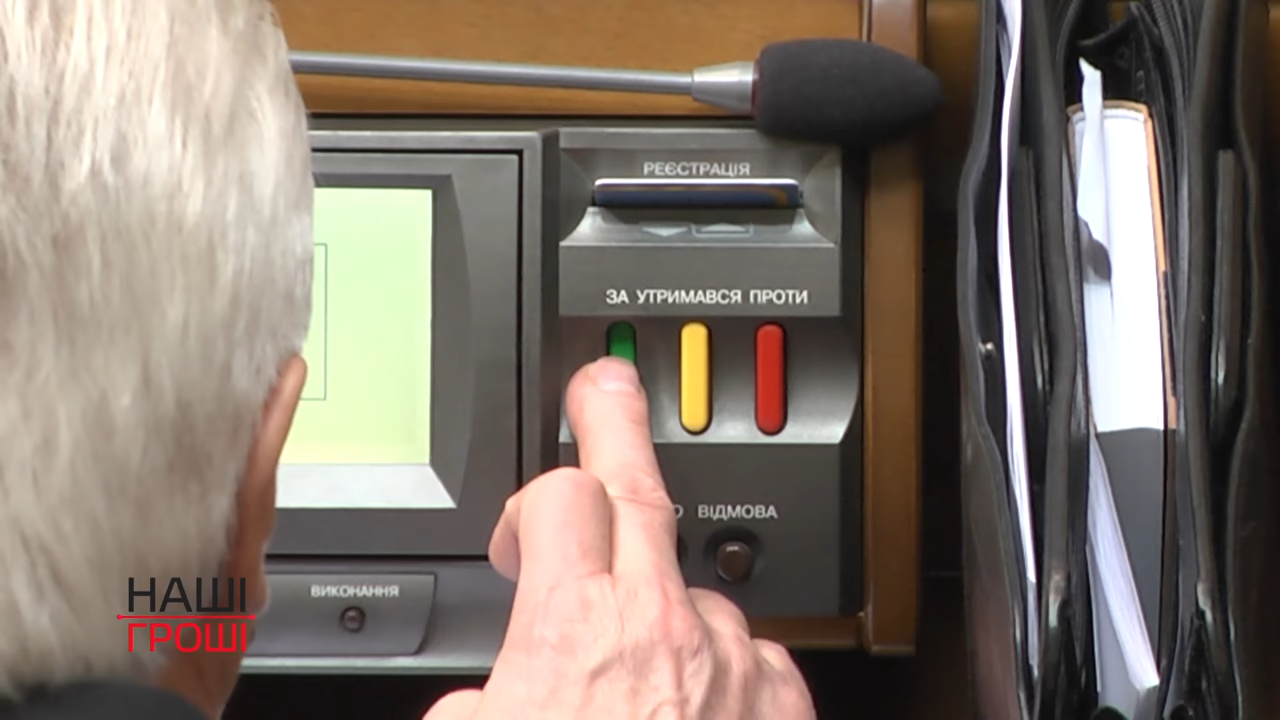 РЕЄСТРАЦІЯ
ЗА УТРИМАВСЯ ПРОТИ
ВІДМОВА
ВИКОНАННЯ
НАШІ
ГРОШІ